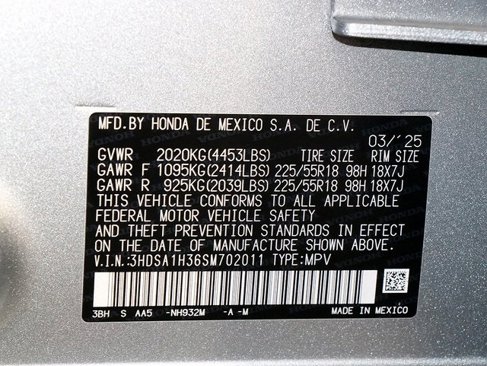 MFD.BY HONDA DE MEXICO S.A. DE C.V.
03/'25
GVWR 2020KG(4453LBS) TIRE SIZE RIM SIZE
GAWR F 1095KG(2414LBS) 225/55R18 98H 18X7J
GAWR R 925KG(2039LBS) 225/55R18 98H 18X7J
THIS VEHICLE CONFORMS TO ALL APPLICABLE
FEDERAL MOTOR VEHICLE SAFETY
AND THEFT PREVENTION STANDARDS IN EFFECT
ON THE DATE OF MANUFACTURE SHOWN ABOVE.
V.I.N.:3HDSA1H36SM702011 TYPE:MPV
3BH S AA5 -NH932M -A -M MADE IN MEXICO